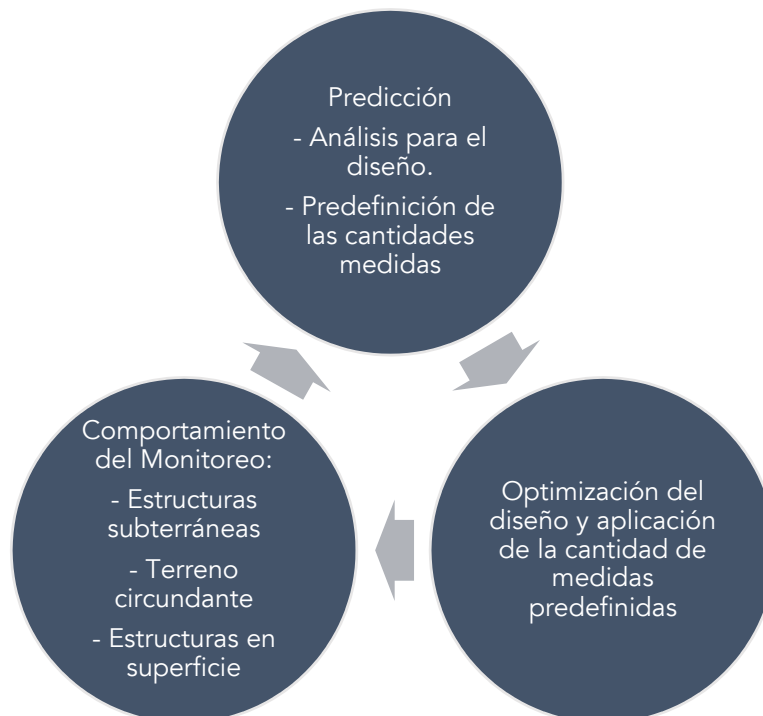 Predicción
- Análisis para el
diseño.
- Predefinición de
las cantidades
medidas
Comportamiento
del Monitoreo:
- Estructuras
subterráneas
- Terreno
circundante
- Estructuras en
superficie
Optimización del
diseño y aplicación
de la cantidad de
medidas
predefinidas